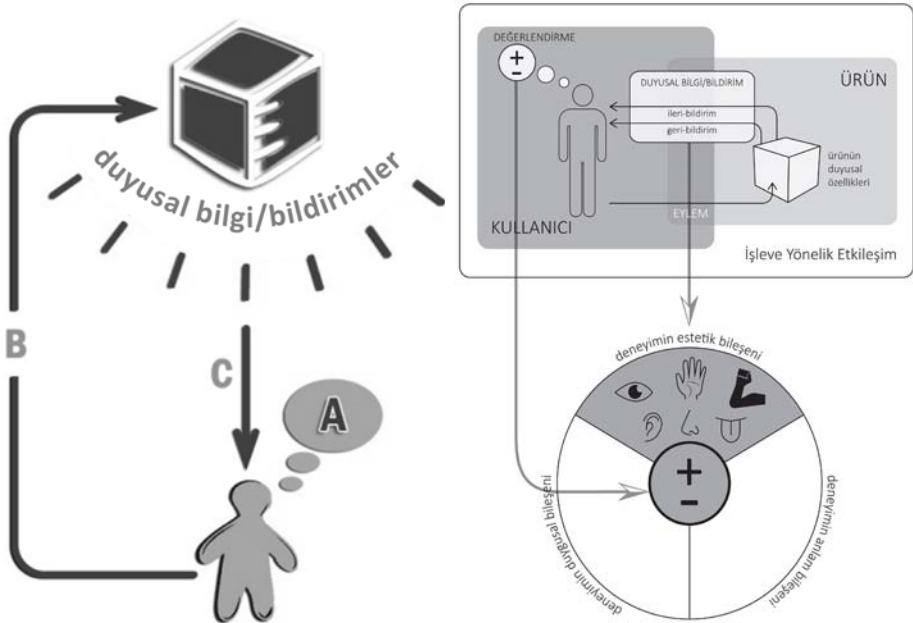 duyusal bilgi/bildirimler
B
C
A
DEĞERLENDİRME
+
-
DUYUSAL BİLGİ/BİLDİRİM
ileri-bildirim
geri-bildirim
ÜRÜN
ürünün
duyusal
özellikleri
EYLEM
KULLANICI
İşleve Yönelik Etkileşim
deneyimin estetik bileşeni
+
-
deneyimin duygusal bileşeni
deneyimin anlam bileşeni